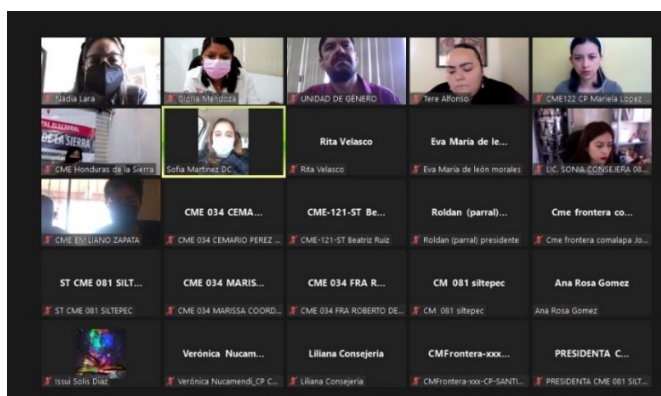 Nadia Lara
Gloria Mendoza
UNIDAD DE GÉNERO
Tere Alfonso
CME122 CP Mariela Lopez
DE LA SIERRA
CME Honduras de la Sierra
Sofia Martinez DC
Rita Velasco
Rita Velasco
Eva Maria de le...
Eva Maria de león morales
LIC. SONIA CONSEJERA 08...
CME EMILIANO ZAPATA
CME 034 CEMA...
CME 034 CEMARIO PEREZ ...
CME-121-ST Be...
CME-121-ST Beatriz Ruiz
Roldan (parral)...
Roldan (parral) presidente
Cme frontera co...
Cme frontera comalapa Jo...
ST CME 081 SILT...
ST CME 081 SILTEPEC
CME 034 MARIS...
CME 034 MARISSA COORD...
CME 034 FRA R...
CME 034 FRA ROBERTO DE...
CM 081 siltepec
CM 081 siltepec
Ana Rosa Gomez
Ana Rosa Gomez
Issui Solis Diaz
Verónica Nucam...
Verónica Nucamendi_CP_C...
Liliana Consejeria
Liliana Consejeria
CMFrontera-xxx...
CMFrontera-xxx-CP-SANTI...
PRESIDENTA C...
PRESIDENTA CME 081 SILT...